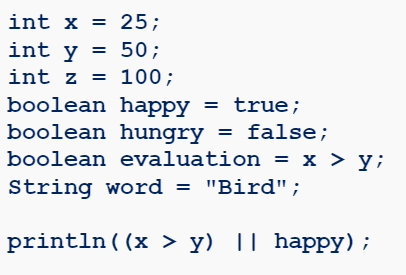 int x = 25;
int y = 50;
int z = 100;
boolean happy = true;
boolean hungry = false;
boolean evaluation = x > y;
String word = "Bird";
println((x > y) || happy);